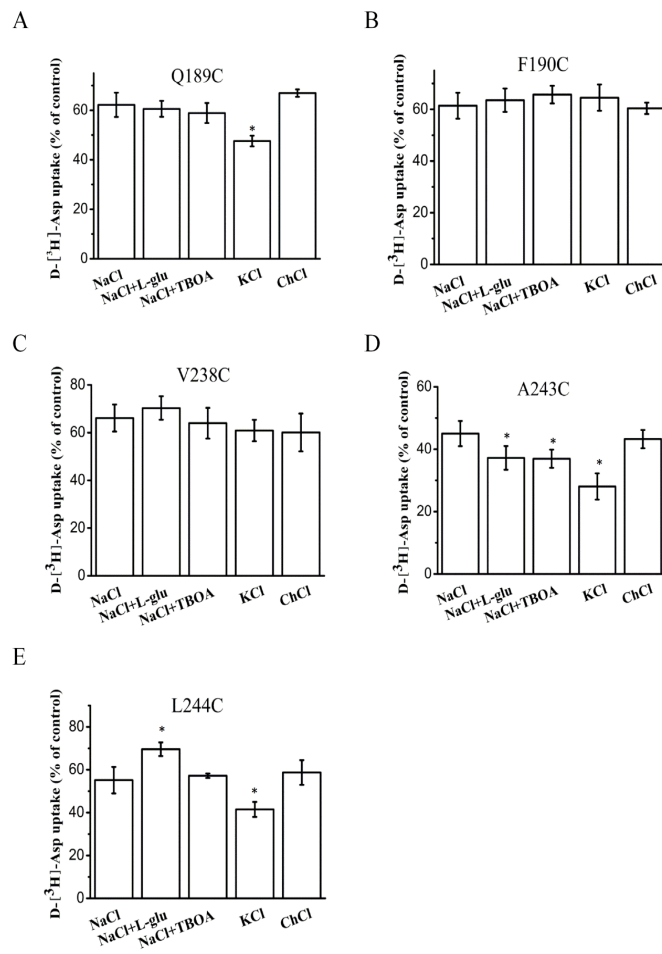 A
Q189C
D-[³H]-Asp uptake (% of control)
60
40
20
0
NaCl
NaCl+L-glu
NaCl+TBOA
KCl
ChCl
*
B
F190C
D-[³H]-Asp uptake (% of control)
80
60
40
20
0
NaCl
NaCl+L-glu
NaCl+TBOA
KCl
ChCl
C
V238C
D-[³H]-Asp uptake (% of control)
80
60
40
20
0
NaCl
NaCl+L-glu
NaCl+TBOA
KCl
ChCl
D
A243C
D-[³H]-Asp uptake (% of control)
60
40
20
0
*
*
*
NaCl
NaCl+L-glu
NaCl+TBOA
KCl
ChCl
E
L244C
D-[³H]-Asp uptake (% of control)
80
60
40
20
0
*
*
NaCl
NaCl+L-glu
NaCl+TBOA
KCl
ChCl